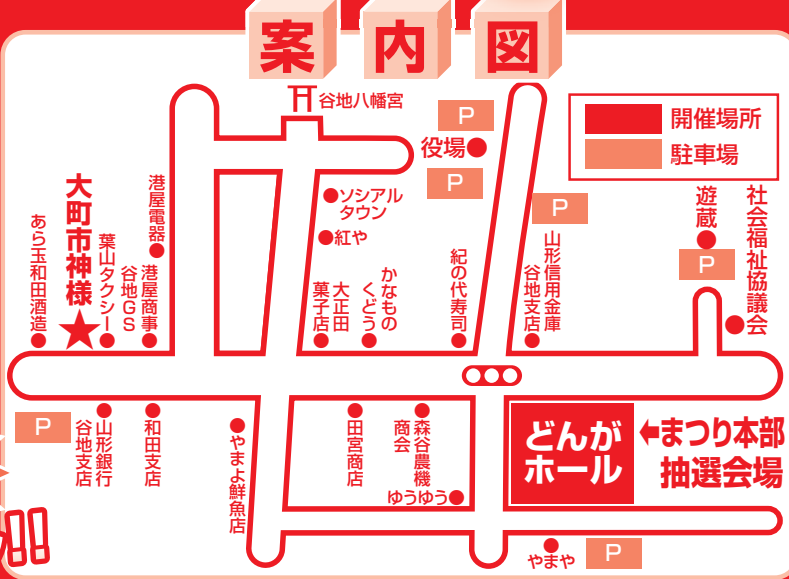 案内図
谷地八幡宮
P
役場
P
開催場所
駐車場
ソシアル
タウン
紅や
P
遊蔵
P
社会福祉協議会
あら玉和田酒造
大町市神様
葉山タクシー
港屋電器
港屋商事
谷地GS
大正田
菓子店
かなもの
くどう
紀の代寿司
山形信用金庫
谷地支店
P
山形銀行
谷地支店
和田支店
やまよ鮮魚店
田宮商店
森谷農機
商会
ゆうゆう
どんが
ホール
←まつり本部
抽選会場
やまや
P
!!